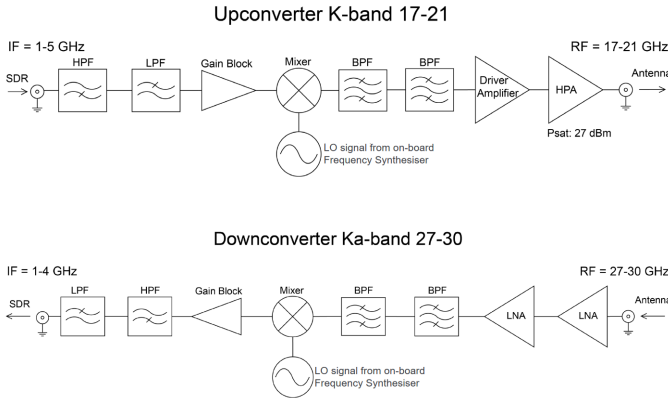 Upconverter K-band 17-21
IF = 1-5 GHz
RF = 17-21 GHz
SDR
HPF
LPF
Gain Block
Mixer
BPF
BPF
Driver
Amplifier
HPA
Antenna
Psat: 27 dBm
LO signal from on-board
Frequency Synthesiser
Downconverter Ka-band 27-30
IF = 1-4 GHz
RF = 27-30 GHz
SDR
LPF
HPF
Gain Block
Mixer
BPF
BPF
LNA
LNA
Antenna
LO signal from on-board
Frequency Synthesiser